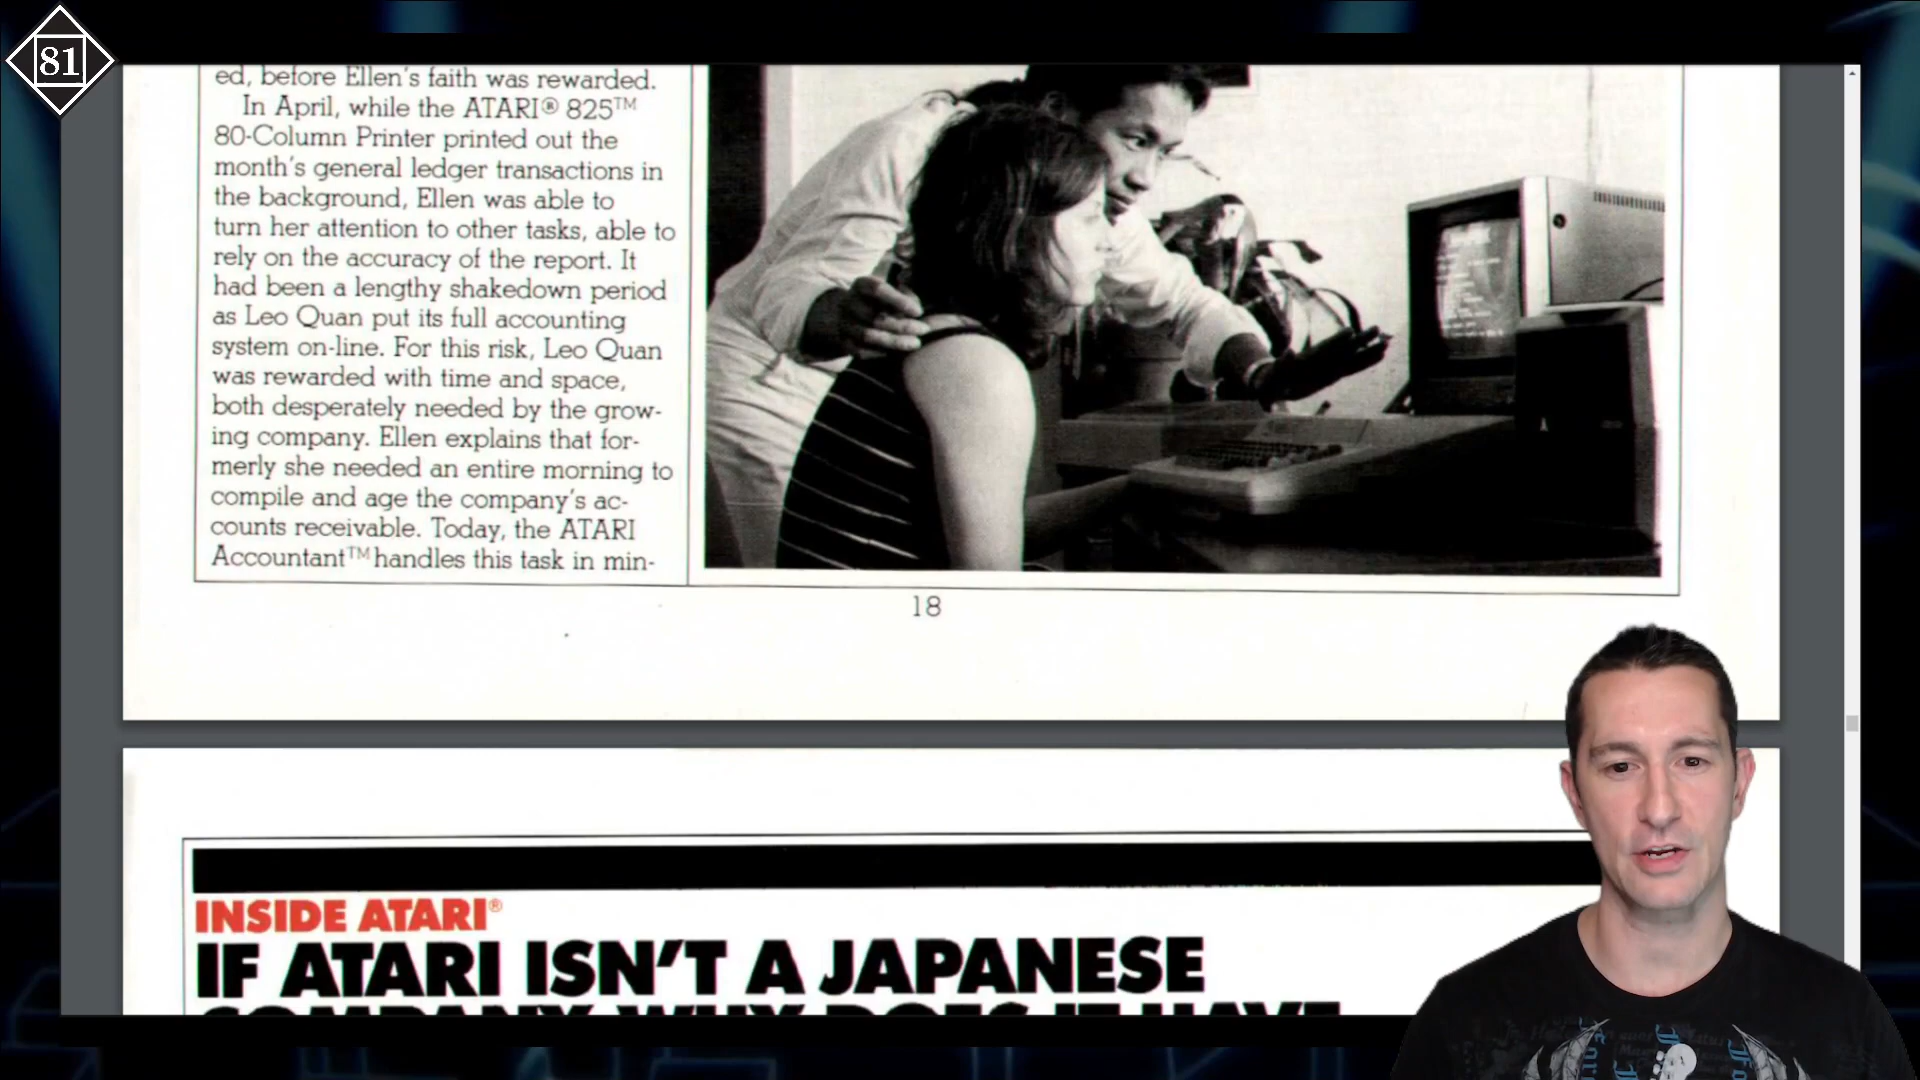 81
ed, before Ellen's faith was rewarded.
In April, while the ATARI® 825™
80-Column Printer printed out the
month's general ledger transactions in
the background, Ellen was able to
turn her attention to other tasks, able to
rely on the accuracy of the report. It
had been a lengthy shakedown period
as Leo Quan put its full accounting
system on-line. For this risk, Leo Quan
was rewarded with time and space,
both desperately needed by the grow-
ing company. Ellen explains that for-
merly she needed an entire morning to
compile and age the company's ac-
counts receivable. Today, the ATARI
Accountant™ handles this task in min-
18
INSIDE ATARI®
IF ATARI ISN'T A JAPANESE
COMPANY, WHY DOES IT HAVE